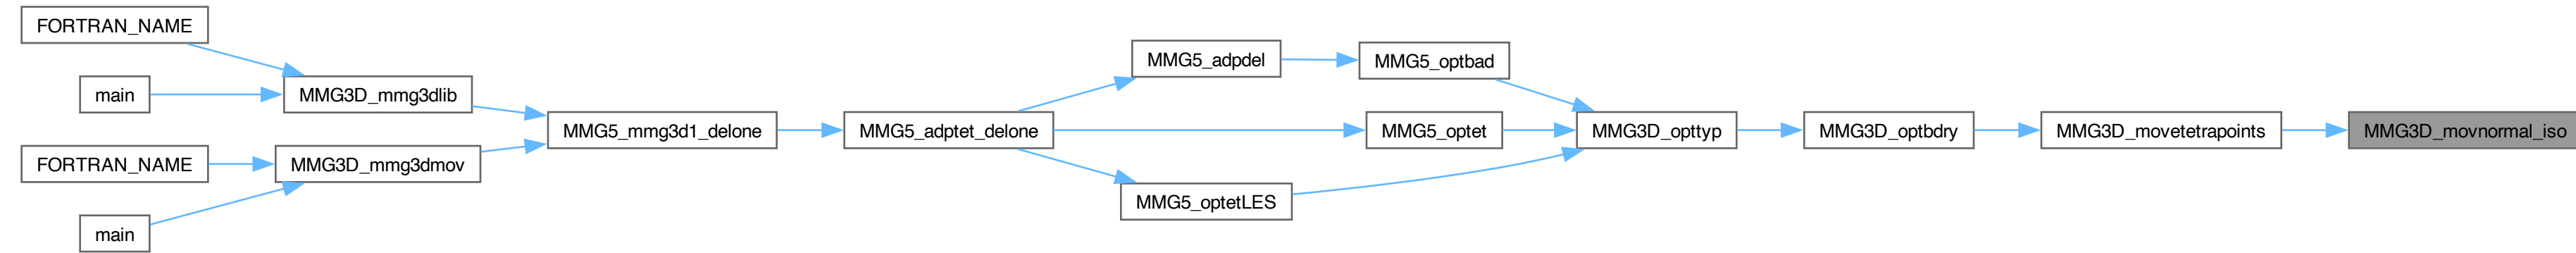 FORTRAN_NAME
main
MMG3D_mmg3dlib
FORTRAN_NAME
MMG3D_mmg3dmov
main
MMG5_mmg3d1_delone
MMG5_adptet_delone
MMG5_adpdel
MMG5_optbad
MMG5_optet
MMG5_optetLES
MMG3D_opttyp
MMG3D_optbdry
MMG3D_movetetrapoints
MMG3D_movnormal_iso